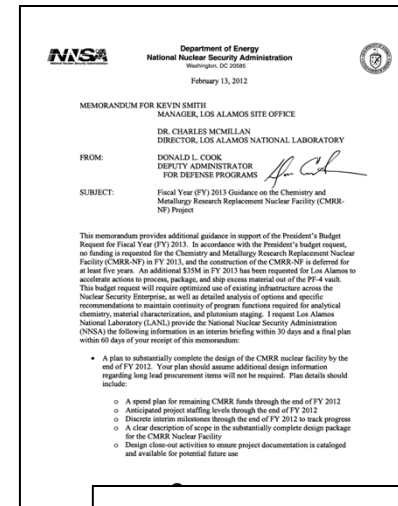 NNSA
Department of Energy
National Nuclear Security Administration
Washington, DC 20585
February 13, 2012
MEMORANDUM FOR KEVIN SMITH
MANAGER, LOS ALAMOS SITE OFFICE
DR. CHARLES MCMILLAN
DIRECTOR, LOS ALAMOS NATIONAL LABORATORY
FROM: DONALD L. COOK
DEPUTY ADMINISTRATOR
FOR DEFENSE PROGRAMS
SUBJECT: Fiscal Year (FY) 2013 Guidance on the Chemistry and
Metallurgy Research Replacement Nuclear Facility (CMRR-
NF) Project
This memorandum provides additional guidance in support of the President's Budget
Request for Fiscal Year (FY) 2013. In accordance with the President's budget request,
no funding is requested for the Chemistry and Metallurgy Research Replacement Nuclear
Facility (CMRR-NF) in FY 2013, and the construction of the CMRR-NF is deferred for
at least five years. An additional $35M in FY 2013 has been requested for Los Alamos to
accelerate actions to process, package, and ship excess material out of the PF-4 vault.
This budget request will require optimized use of existing infrastructure across the
Nuclear Security Enterprise, as well as detailed analysis of options and specific
recommendations to maintain continuity of program functions required for analytical
chemistry, material characterization, and plutonium staging. I request Los Alamos
National Laboratory (LANL) provide the National Nuclear Security Administration
(NNSA) the following information in an interim briefing within 30 days and a final plan
within 60 days of your receipt of this memorandum:
• A plan to substantially complete the design of the CMRR nuclear facility by the
end of FY 2012. Your plan should assume additional design information
regarding long lead procurement items will not be required. Plan details should
include:
o A spend plan for remaining CMRR funds through the end of FY 2012
o Anticipated project staffing levels through the end of FY 2012
o Discrete interim milestones through the end of FY 2012 to track progress
o A clear description of scope in the substantially complete design package
for the CMRR Nuclear Facility
o Design close-out activities to ensure project documentation is cataloged
and available for potential future use